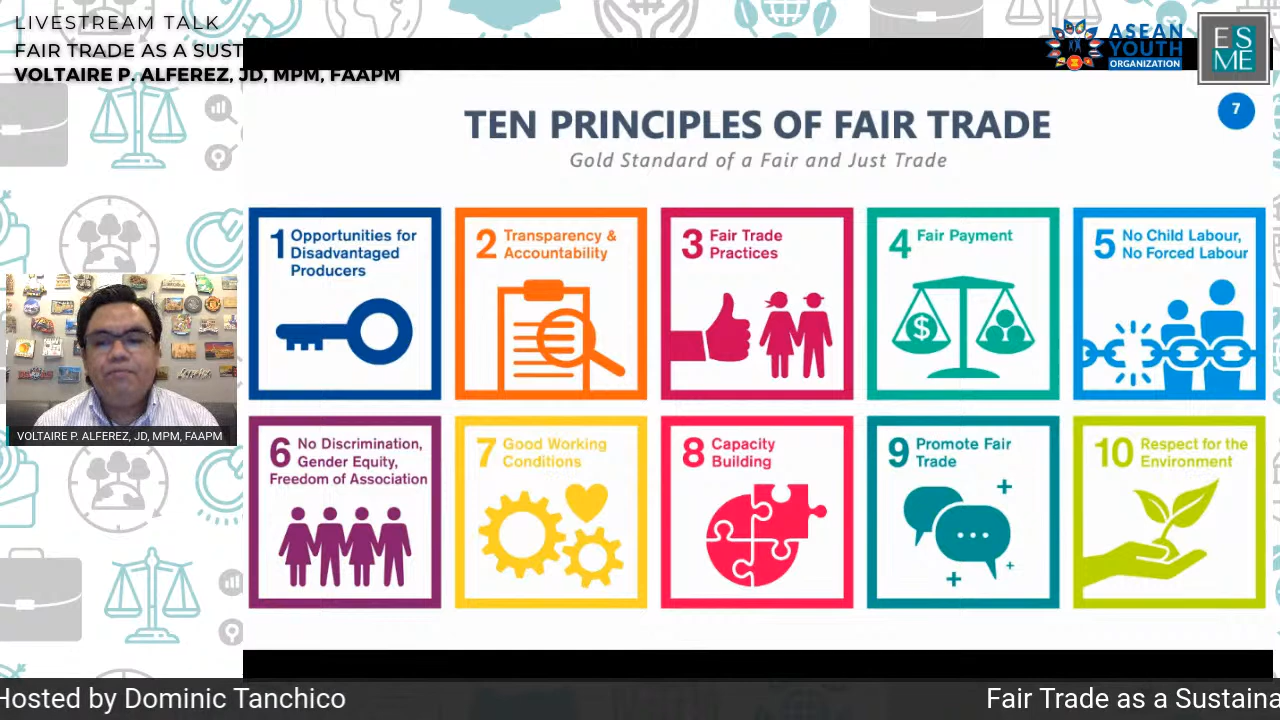 LIVESTREAM TALK
FAIR TRADE AS A SUST
VOLTAIRE P. ALFEREZ, JD, MPM, FAAPM
ASEAN
YOUTH
ORGANIZATION
ES
ME
7
TEN PRINCIPLES OF FAIR TRADE
Gold Standard of a Fair and Just Trade
1 Opportunities for
Disadvantaged
Producers
2 Transparency &
Accountability
3 Fair Trade
Practices
4 Fair Payment
$
5 No Child Labour,
No Forced Labour
6 No Discrimination,
Gender Equity,
Freedom of Association
7 Good Working
Conditions
8 Capacity
Building
9 Promote Fair
Trade
10 Respect for the
Environment
VOLTAIRE P. ALFEREZ, JD, MPM, FAAPM
Hosted by Dominic Tanchico
Fair Trade as a Sustaina